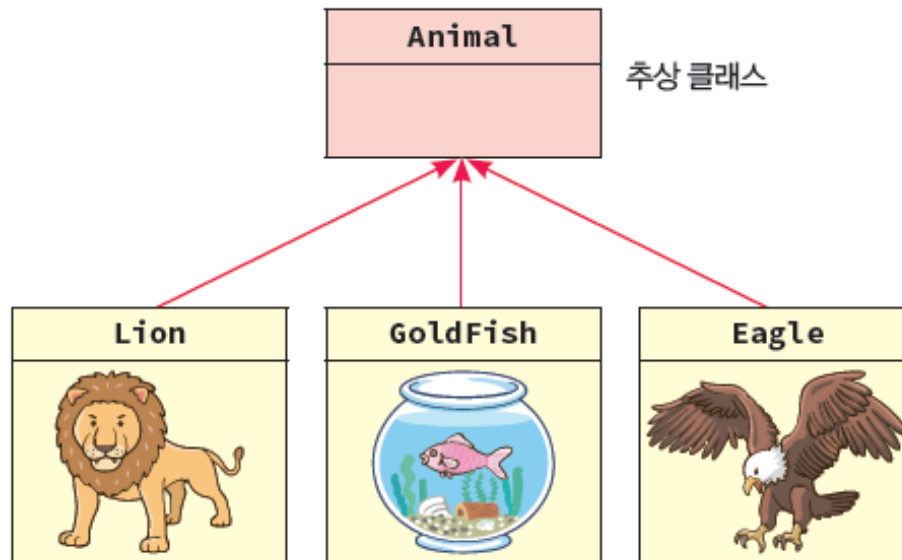 Animal
추상 클래스
Lion
GoldFish
Eagle